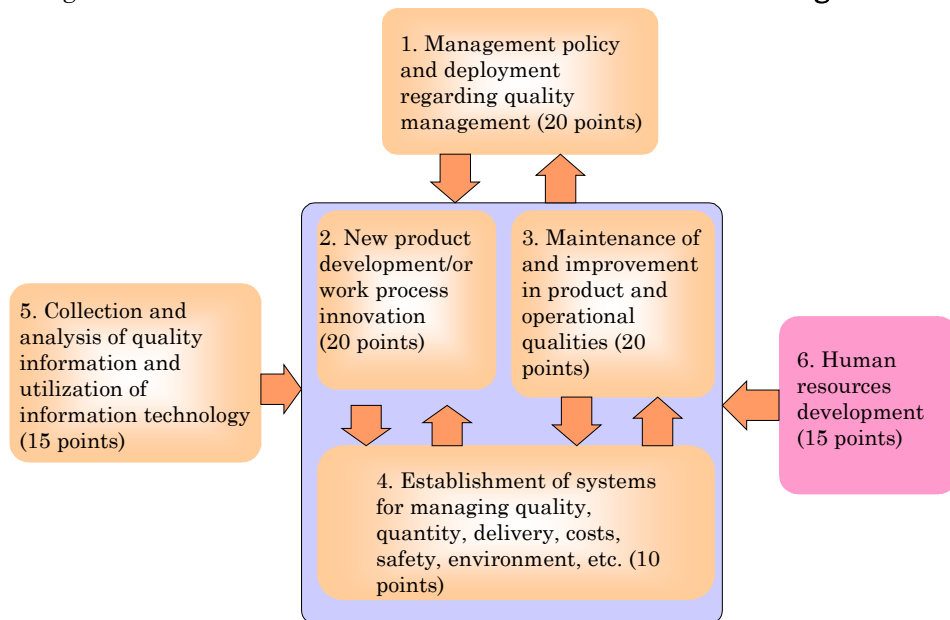 1. Management policy
and deployment
regarding quality
management (20 points)
2. New product
development/or
work process
innovation
(20 points)
3. Maintenance of
and improvement
in product and
operational
qualities (20
points)
5. Collection and
analysis of quality
information and
utilization of
information technology
(15 points)
6. Human
resources
development
(15 points)
4. Establishment of systems
for managing quality,
quantity, delivery, costs,
safety, environment, etc. (10
points)